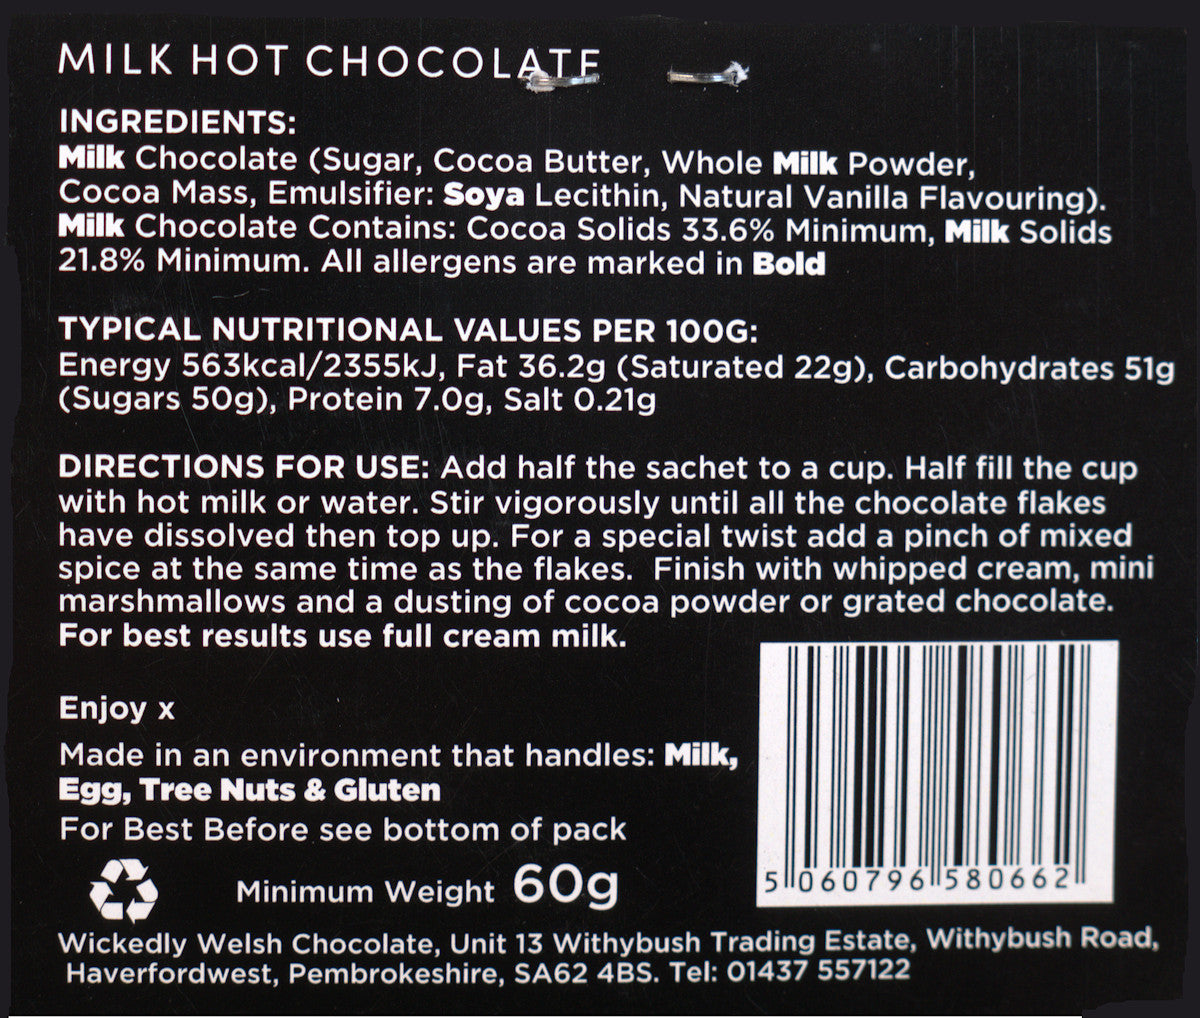 MILK HOT CHOCOLATE
INGREDIENTS:
Milk Chocolate (Sugar, Cocoa Butter, Whole Milk Powder,
Cocoa Mass, Emulsifier: Soya Lecithin, Natural Vanilla Flavouring).
Milk Chocolate Contains: Cocoa Solids 33.6% Minimum, Milk Solids
21.8% Minimum. All allergens are marked in Bold
TYPICAL NUTRITIONAL VALUES PER 100G:
Energy 563kcal/2355kJ, Fat 36.2g (Saturated 22g), Carbohydrates 51g
(Sugars 50g), Protein 7.0g, Salt 0.21g
DIRECTIONS FOR USE: Add half the sachet to a cup. Half fill the cup
with hot milk or water. Stir vigorously until all the chocolate flakes
have dissolved then top up. For a special twist add a pinch of mixed
spice at the same time as the flakes. Finish with whipped cream, mini
marshmallows and a dusting of cocoa powder or grated chocolate.
For best results use full cream milk.
Enjoy x
Made in an environment that handles: Milk,
Egg, Tree Nuts & Gluten
For Best Before see bottom of pack
Minimum Weight 60g
5 060796 580662
Wickedly Welsh Chocolate, Unit 13 Withybush Trading Estate, Withybush Road,
Haverfordwest, Pembrokeshire, SA62 4BS. Tel: 01437 557122